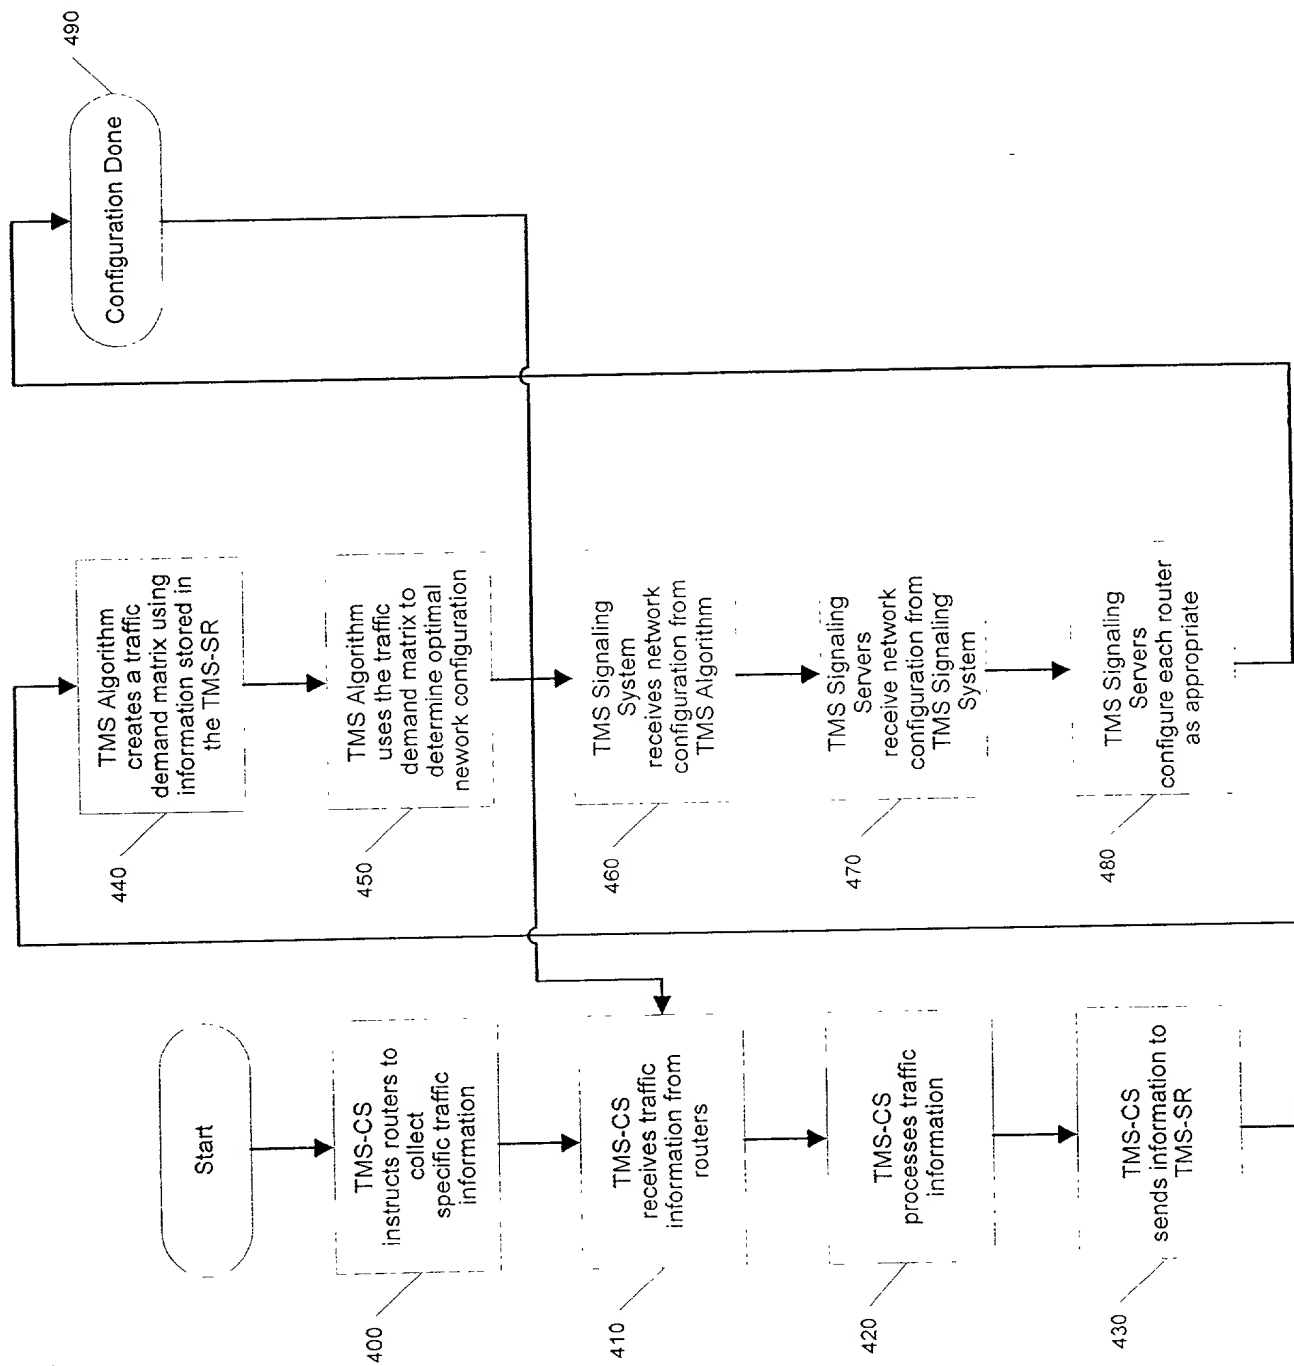 Start
400
TMS-CS
instructs routers to
collect
specific traffic
information
410
TMS-CS
receives traffic
information from
routers
420
TMS-CS
processes traffic
information
430
TMS-CS
sends information to
TMS-SR
440
TMS Algorithm
creates a traffic
demand matrix using
information stored in
the TMS-SR
450
TMS Algorithm
uses the traffic
demand matrix to
determine optimal
nework configuration
460
TMS Signaling
System
receives network
configuration from
TMS Algorithm
470
TMS Signaling
Servers
receive network
configuration from
TMS Signaling
System
480
TMS Signaling
Servers
configure each router
as appropriate
Configuration Done
490